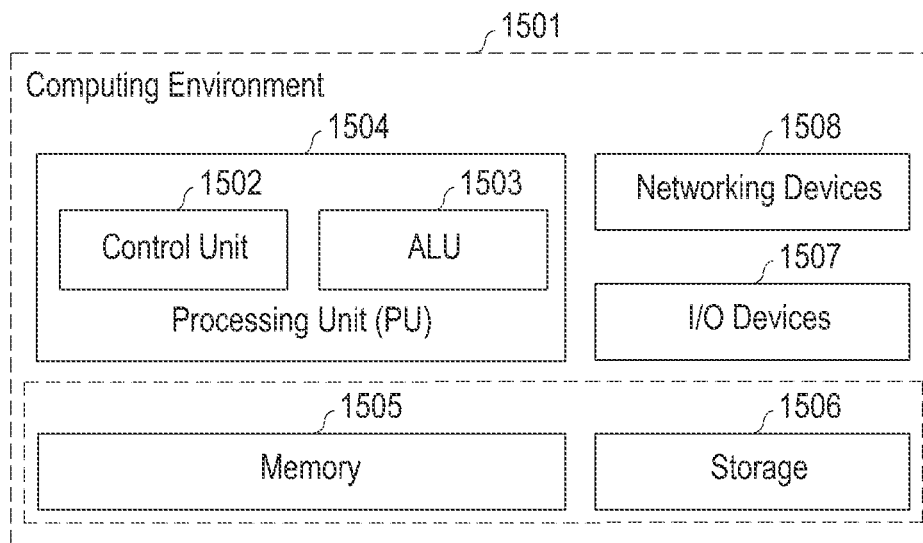 1501
Computing Environment
1504
1508
1502
1503
Networking Devices
Control Unit
ALU
1507
Processing Unit (PU)
I/O Devices
1505
1506
Memory
Storage